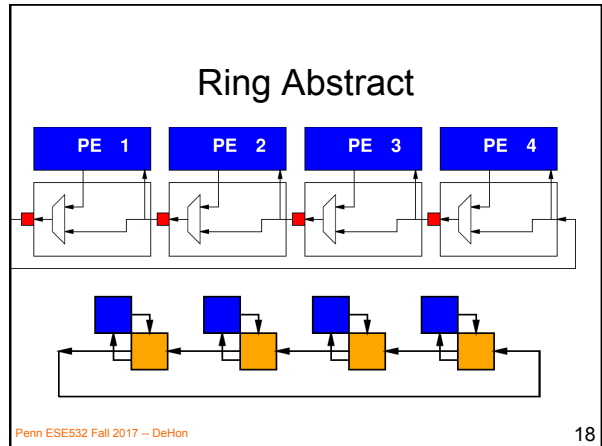 Ring Abstract
PE 1
PE 2
PE 3
PE 4
Penn ESE532 Fall 2017 -- DeHon
18